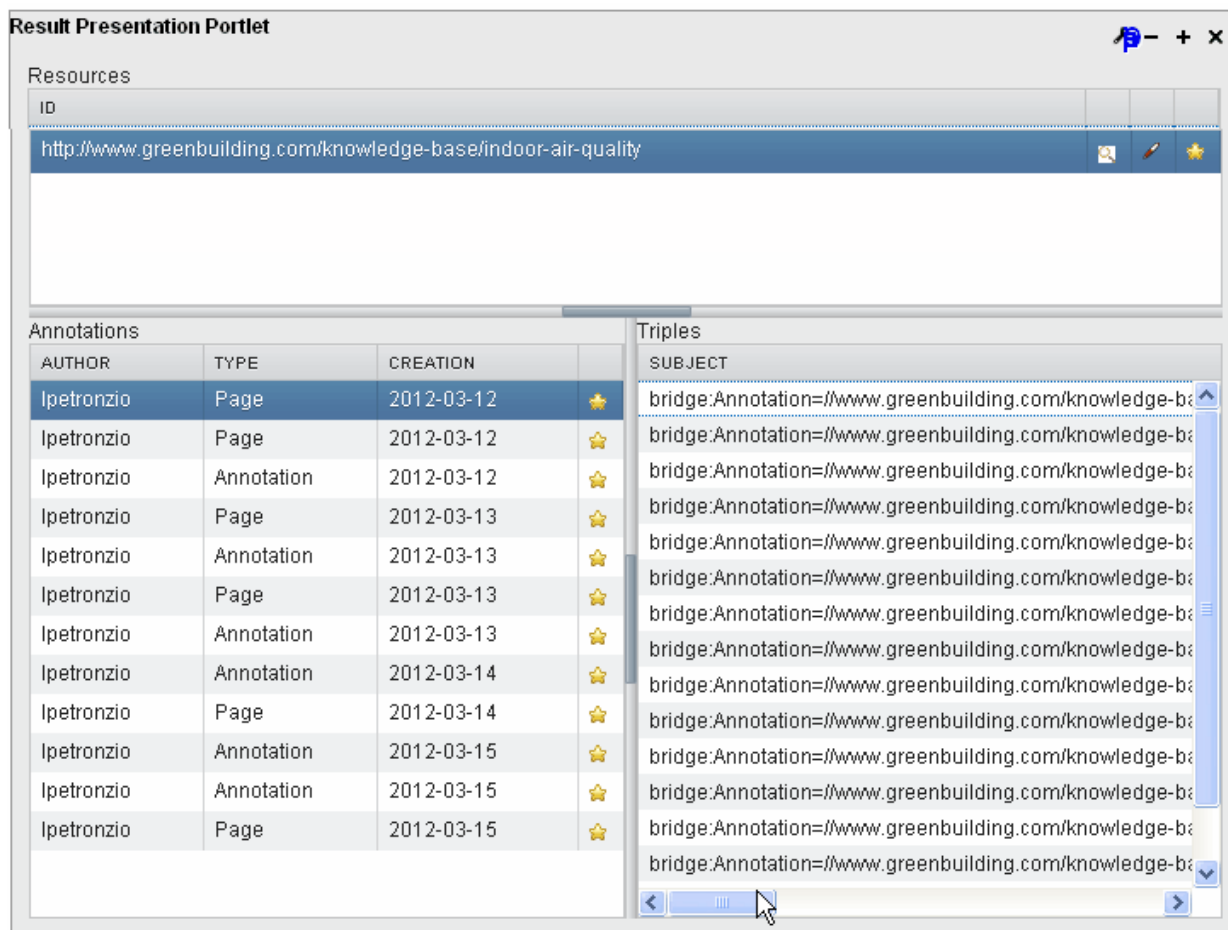 Result Presentation Portlet
Resources
ID
http://www.greenbuilding.com/knowledge-base/indoor-air-quality
Annotations
AUTHOR TYPE CREATION
lpetronzio Page 2012-03-12
lpetronzio Page 2012-03-12
lpetronzio Annotation 2012-03-12
lpetronzio Page 2012-03-13
lpetronzio Annotation 2012-03-13
lpetronzio Page 2012-03-13
lpetronzio Annotation 2012-03-13
lpetronzio Annotation 2012-03-14
lpetronzio Page 2012-03-14
lpetronzio Annotation 2012-03-15
lpetronzio Annotation 2012-03-15
lpetronzio Page 2012-03-15
Triples
SUBJECT
bridge:Annotation=//www.greenbuilding.com/knowledge-ba
bridge:Annotation=//www.greenbuilding.com/knowledge-ba
bridge:Annotation=//www.greenbuilding.com/knowledge-ba
bridge:Annotation=//www.greenbuilding.com/knowledge-ba
bridge:Annotation=//www.greenbuilding.com/knowledge-ba
bridge:Annotation=//www.greenbuilding.com/knowledge-ba
bridge:Annotation=//www.greenbuilding.com/knowledge-ba
bridge:Annotation=//www.greenbuilding.com/knowledge-ba
bridge:Annotation=//www.greenbuilding.com/knowledge-ba
bridge:Annotation=//www.greenbuilding.com/knowledge-ba
bridge:Annotation=//www.greenbuilding.com/knowledge-ba
bridge:Annotation=//www.greenbuilding.com/knowledge-ba
bridge:Annotation=//www.greenbuilding.com/knowledge-ba
bridge:Annotation=//www.greenbuilding.com/knowledge-ba